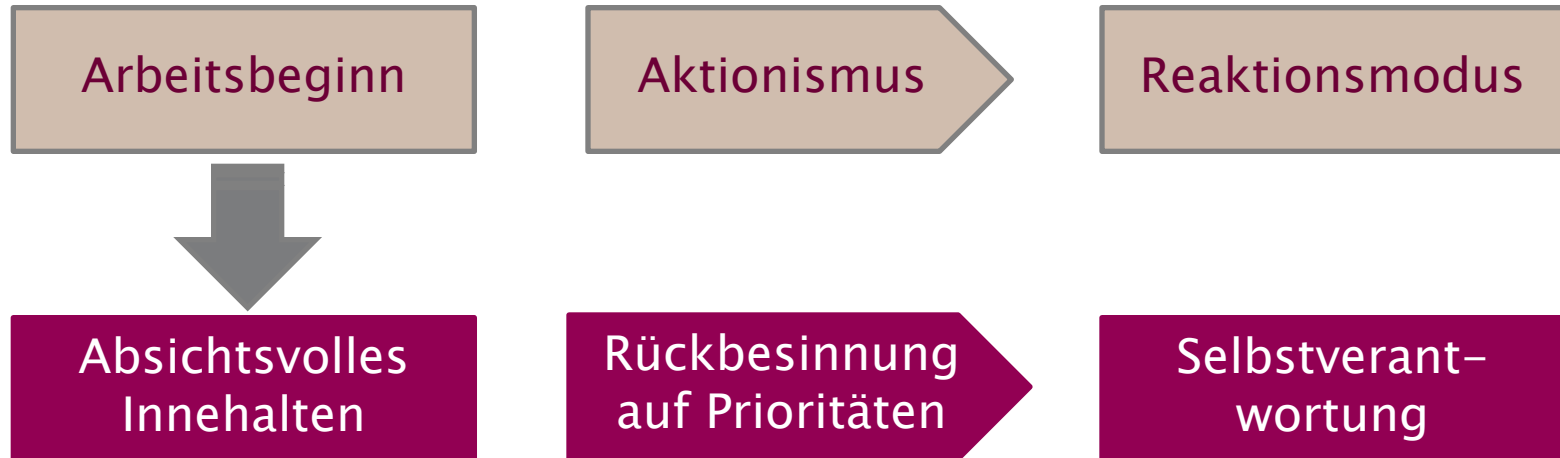 Arbeitsbeginn
Aktionismus
Reaktionsmodus
Absichtsvolles
Innehalten
Rückbesinnung
auf Prioritäten
Selbstverant-
wortung